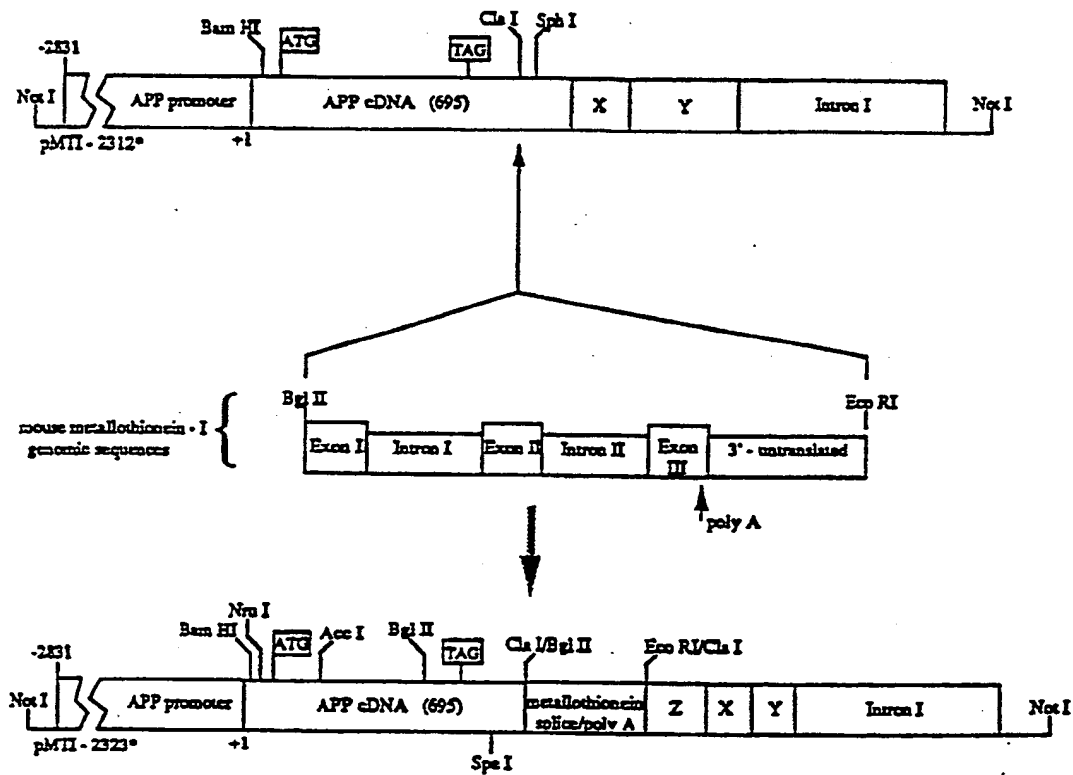 Cla I
Sph I
Bam HI
ATG
TAG
-2831
Not I
APP promoter
APP cDNA (695)
X
Y
Intron I
Not I
pMTI - 2312*
+1
Bgl II
Eco RI
mouse metallothionein - I
genomic sequences
Exon I
Intron I
Exon II
Intron II
Exon
III
3' - untranslated
poly A
Nru I
Bam HI
ATG
Acc I
Bgl II
TAG
Cla I/Bgl II
Eco RI/Cla I
-2831
Not I
APP promoter
APP cDNA (695)
metallothionein
splice/poly A
Z
X
Y
Intron I
Not I
pMTI - 2323*
+1
Spe I